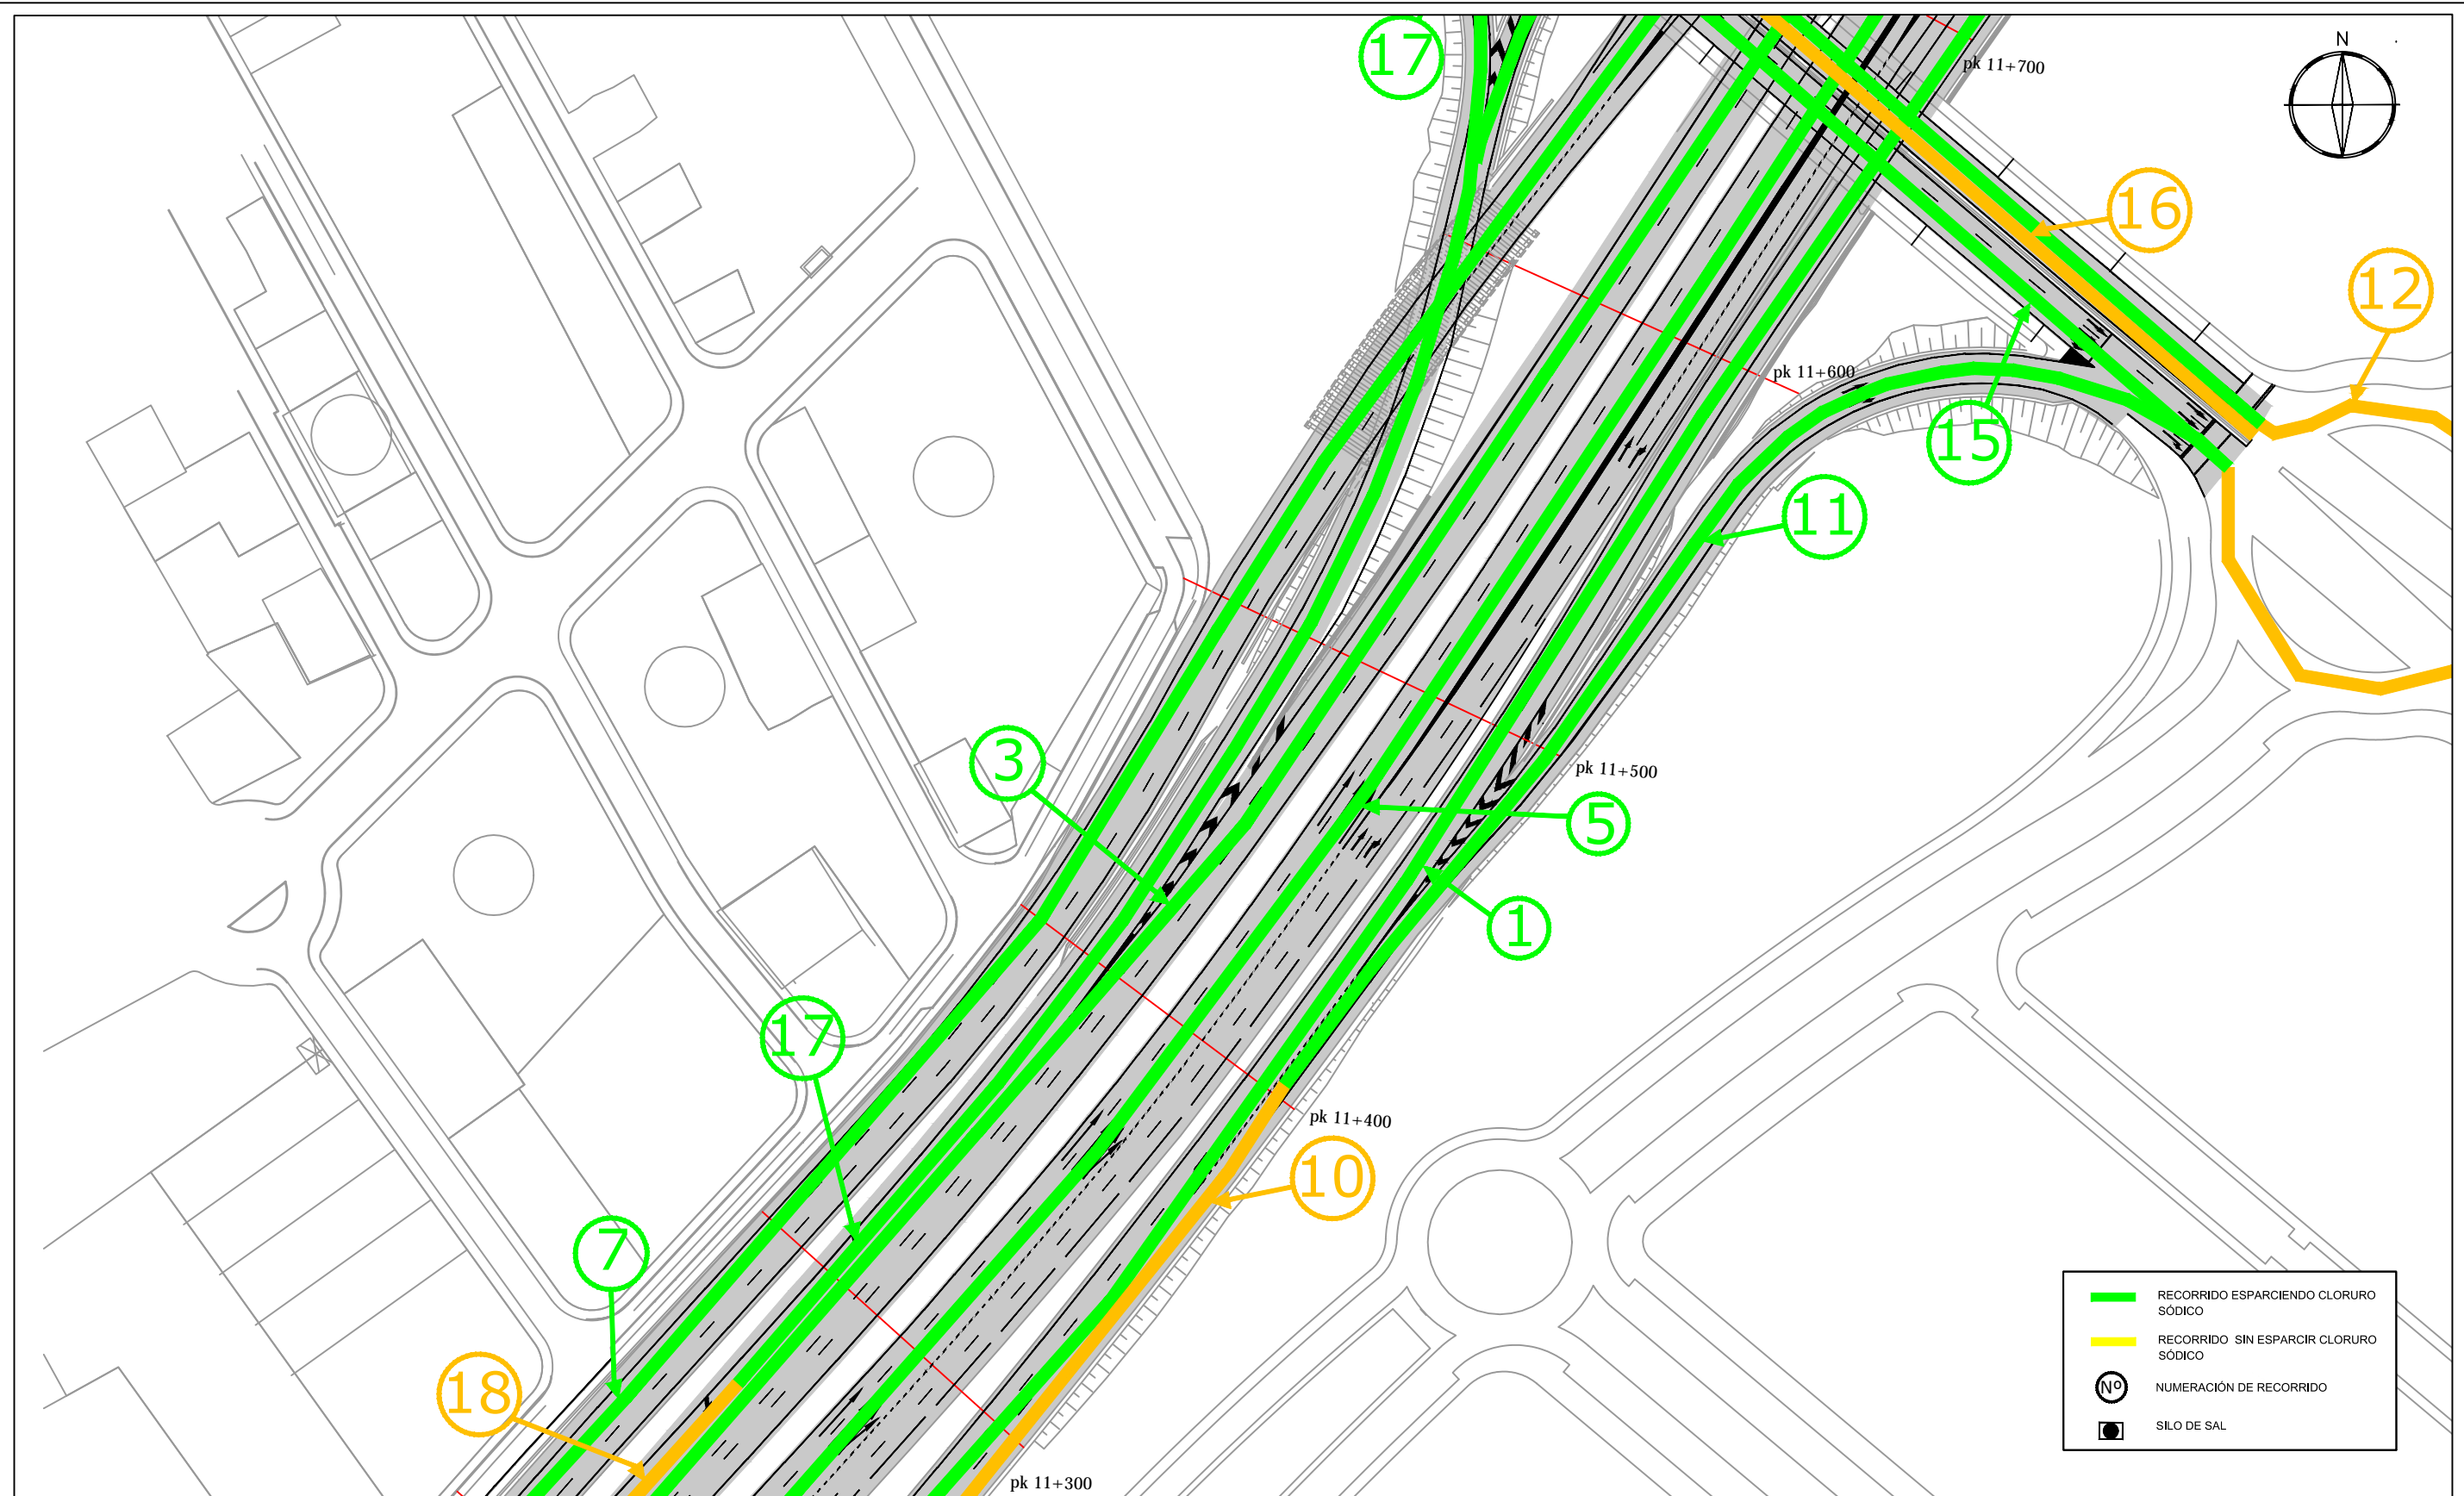 17
N
pk 11+700
16
12
pk 11+600
15
11
3
pk 11+500
5
1
17
pk 11+400
10
7
18
pk 11+300
RECORRIDO ESPARCIENDO CLORURO
SÓDICO
RECORRIDO SIN ESPARCIR CLORURO
SÓDICO
Nº NUMERACIÓN DE RECORRIDO
SILO DE SAL